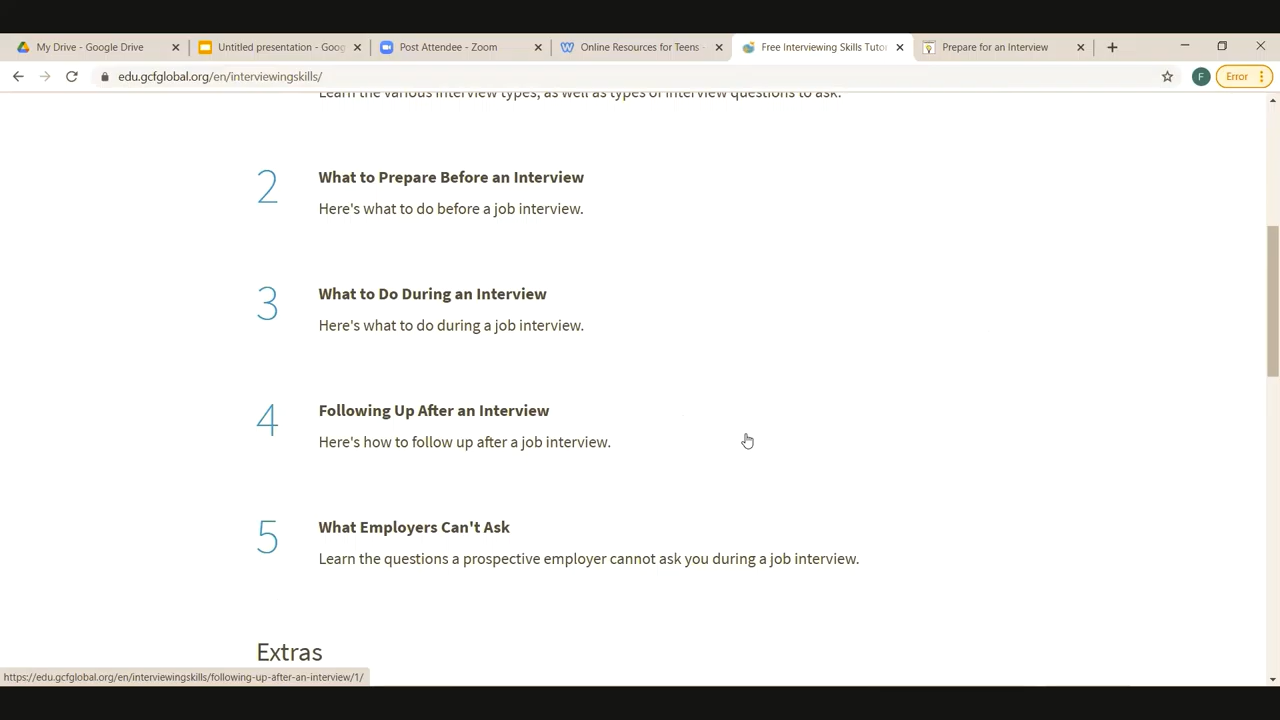 My Drive - Google Drive
Untitled presentation - Goog
Post Attendee - Zoom
Online Resources for Teens -
Free Interviewing Skills Tutor
Prepare for an Interview
edu.gcfglobal.org/en/interviewingskills/
F
Error
Learn the various interview types, as well as types of interview questions to ask.
2
What to Prepare Before an Interview
Here's what to do before a job interview.
3
What to Do During an Interview
Here's what to do during a job interview.
4
Following Up After an Interview
Here's how to follow up after a job interview.
5
What Employers Can't Ask
Learn the questions a prospective employer cannot ask you during a job interview.
Extras
https://edu.gcfglobal.org/en/interviewingskills/following-up-after-an-interview/1/